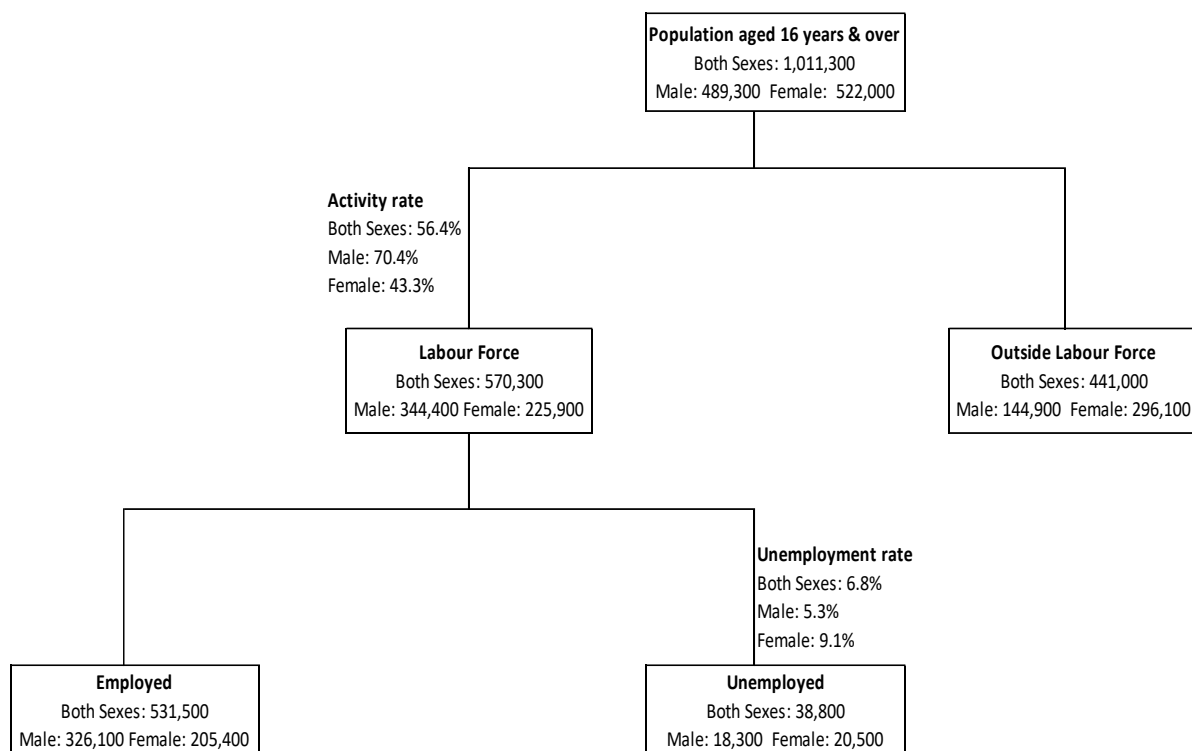 Population aged 16 years & over
Both Sexes: 1,011,300
Male: 489,300 Female: 522,000
Activity rate
Both Sexes: 56.4%
Male: 70.4%
Female: 43.3%
Labour Force
Both Sexes: 570,300
Male: 344,400 Female: 225,900
Outside Labour Force
Both Sexes: 441,000
Male: 144,900 Female: 296,100
Unemployment rate
Both Sexes: 6.8%
Male: 5.3%
Female: 9.1%
Employed
Both Sexes: 531,500
Male: 326,100 Female: 205,400
Unemployed
Both Sexes: 38,800
Male: 18,300 Female: 20,500